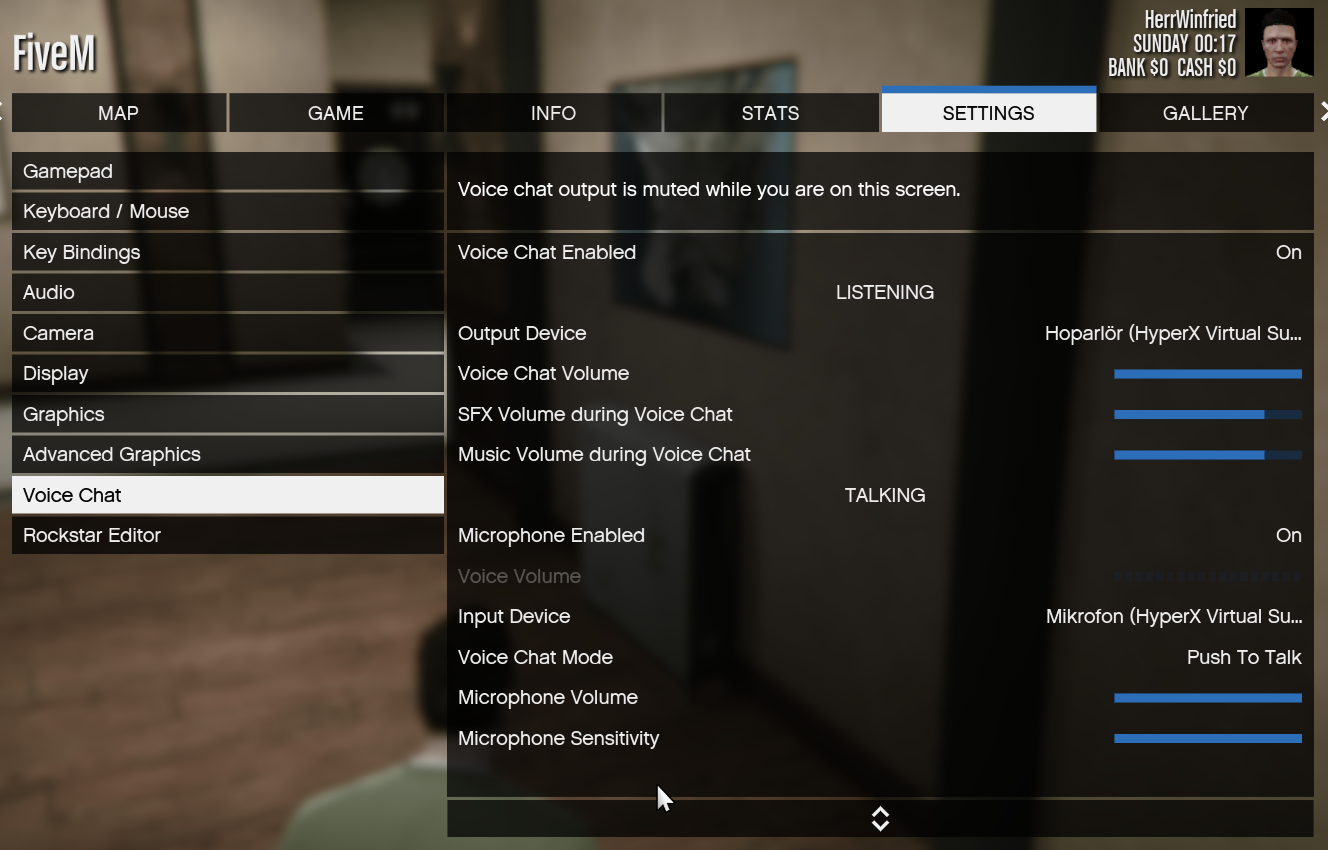 FiveM
HerrWinfried
SUNDAY 00:17
BANK $0 CASH $0
MAP
GAME
INFO
STATS
SETTINGS
GALLERY
Gamepad
Keyboard / Mouse
Key Bindings
Audio
Camera
Display
Graphics
Advanced Graphics
Voice Chat
Rockstar Editor
Voice chat output is muted while you are on this screen.
Voice Chat Enabled On
LISTENING
Output Device Hoparlör (HyperX Virtual Su...
Voice Chat Volume
SFX Volume during Voice Chat
Music Volume during Voice Chat
TALKING
Microphone Enabled On
Voice Volume
Input Device Mikrofon (HyperX Virtual Su...
Voice Chat Mode Push To Talk
Microphone Volume
Microphone Sensitivity